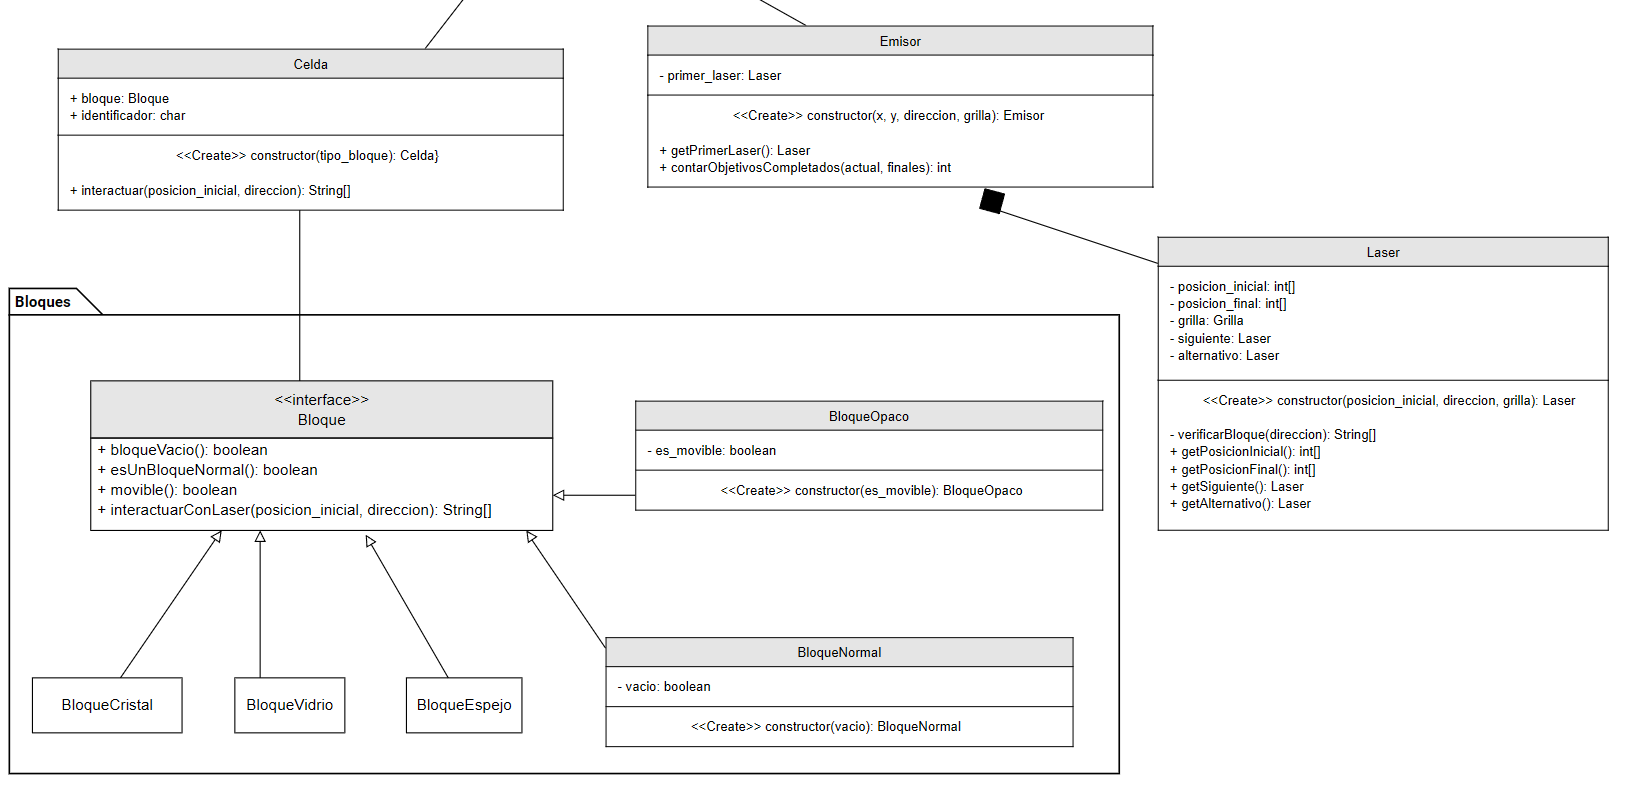 Celda
+ bloque: Bloque
+ identificador: char
<<Create>> constructor(tipo_bloque): Celda}
+ interactuar(posicion_inicial, direccion): String[]
Emisor
- primer_laser: Laser
<<Create>> constructor(x, y, direccion, grilla): Emisor
+ getPrimerLaser(): Laser
+ contarObjetivosCompletados(actual, finales): int
Laser
- posicion_inicial: int[]
- posicion_final: int[]
- grilla: Grilla
- siguiente: Laser
- alternativo: Laser
<<Create>> constructor(posicion_inicial, direccion, grilla): Laser
- verificarBloque(direccion): String[]
+ getPosicionInicial(): int[]
+ getPosicionFinal(): int[]
+ getSiguiente(): Laser
+ getAlternativo(): Laser
Bloques
<<interface>>
Bloque
+ bloqueVacio(): boolean
+ esUnBloqueNormal(): boolean
+ movible(): boolean
+ interactuarConLaser(posicion_inicial, direccion): String[]
BloqueOpaco
- es_movible: boolean
<<Create>> constructor(es_movible): BloqueOpaco
BloqueCristal
BloqueVidrio
BloqueEspejo
BloqueNormal
- vacio: boolean
<<Create>> constructor(vacio): BloqueNormal